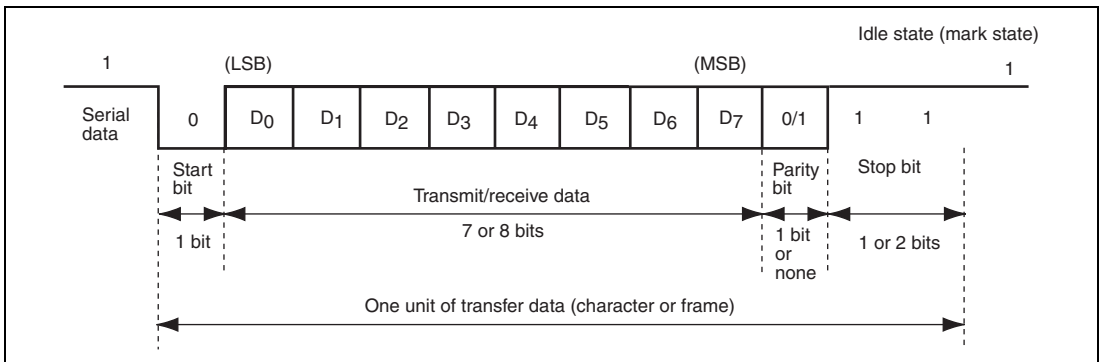 Idle state (mark state)
1 (LSB) (MSB) 1
Serial data 0 D0 D1 D2 D3 D4 D5 D6 D7 0/1 1 1
Start bit
Transmit/receive data
Parity bit
Stop bit
1 bit
7 or 8 bits
1 bit or none
1 or 2 bits
One unit of transfer data (character or frame)